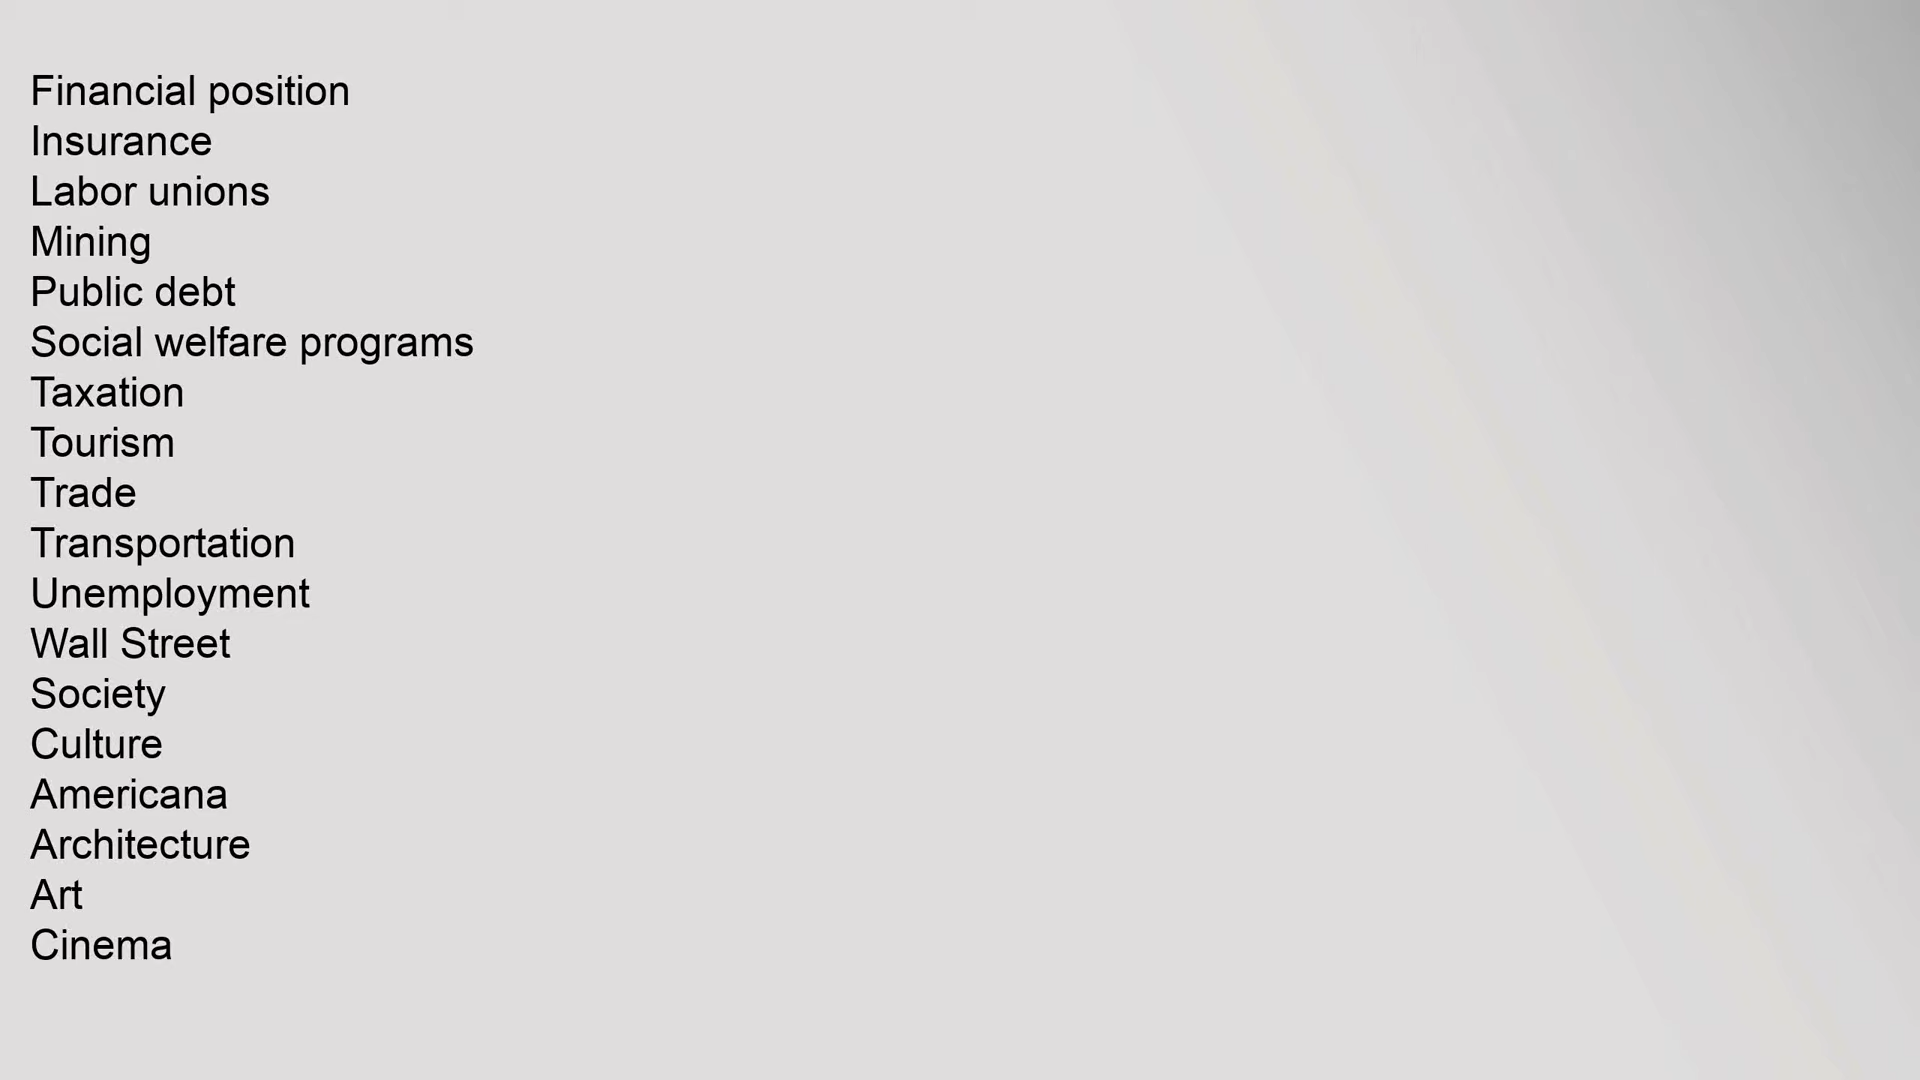 Financial position
Insurance
Labor unions
Mining
Public debt
Social welfare programs
Taxation
Tourism
Trade
Transportation
Unemployment
Wall Street
Society
Culture
Americana
Architecture
Art
Cinema